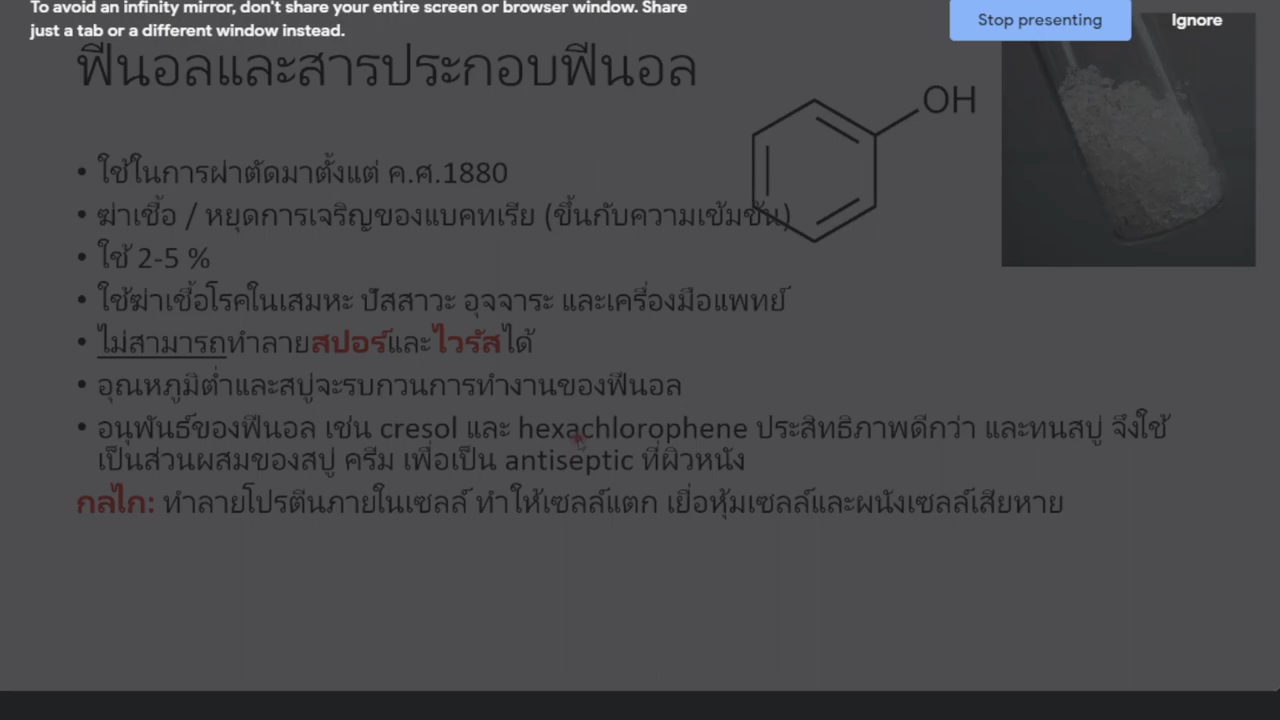 To avoid an infinity mirror, don't share your entire screen or browser window. Share
just a tab or a different window instead.
Stop presenting
Ignore
ฟีนอลและสารประกอบฟีนอล
OH
• ใช้ในการผ่าตัดมาตั้งแต่ ค.ศ.1880
• ฆ่าเชื้อ / หยุดการเจริญของแบคทเรีย (ขึ้นกับความเข้มข้น)
• ใช้ 2-5 %
• ใช้ฆ่าเชื้อโรคในเสมหะ ปัสสาวะ อุจจาระ และเครื่องมือแพทย์
• ไม่สามารถทำลายสปอร์และไวรัสได้
• อุณหภูมิต่ำและสบู่จะรบกวนการทำงานของฟีนอล
• อนุพันธ์ของฟีนอล เช่น cresol และ hexachlorophene ประสิทธิภาพดีกว่า และทนสบู่ จึงใช้
เป็นส่วนผสมของสบู่ ครีม เพื่อเป็น antiseptic ที่ผิวหนัง
กลไก: ทำลายโปรตีนภายในเซลล์ ทำให้เซลล์แตก เยื่อหุ้มเซลล์และผนังเซลล์เสียหาย